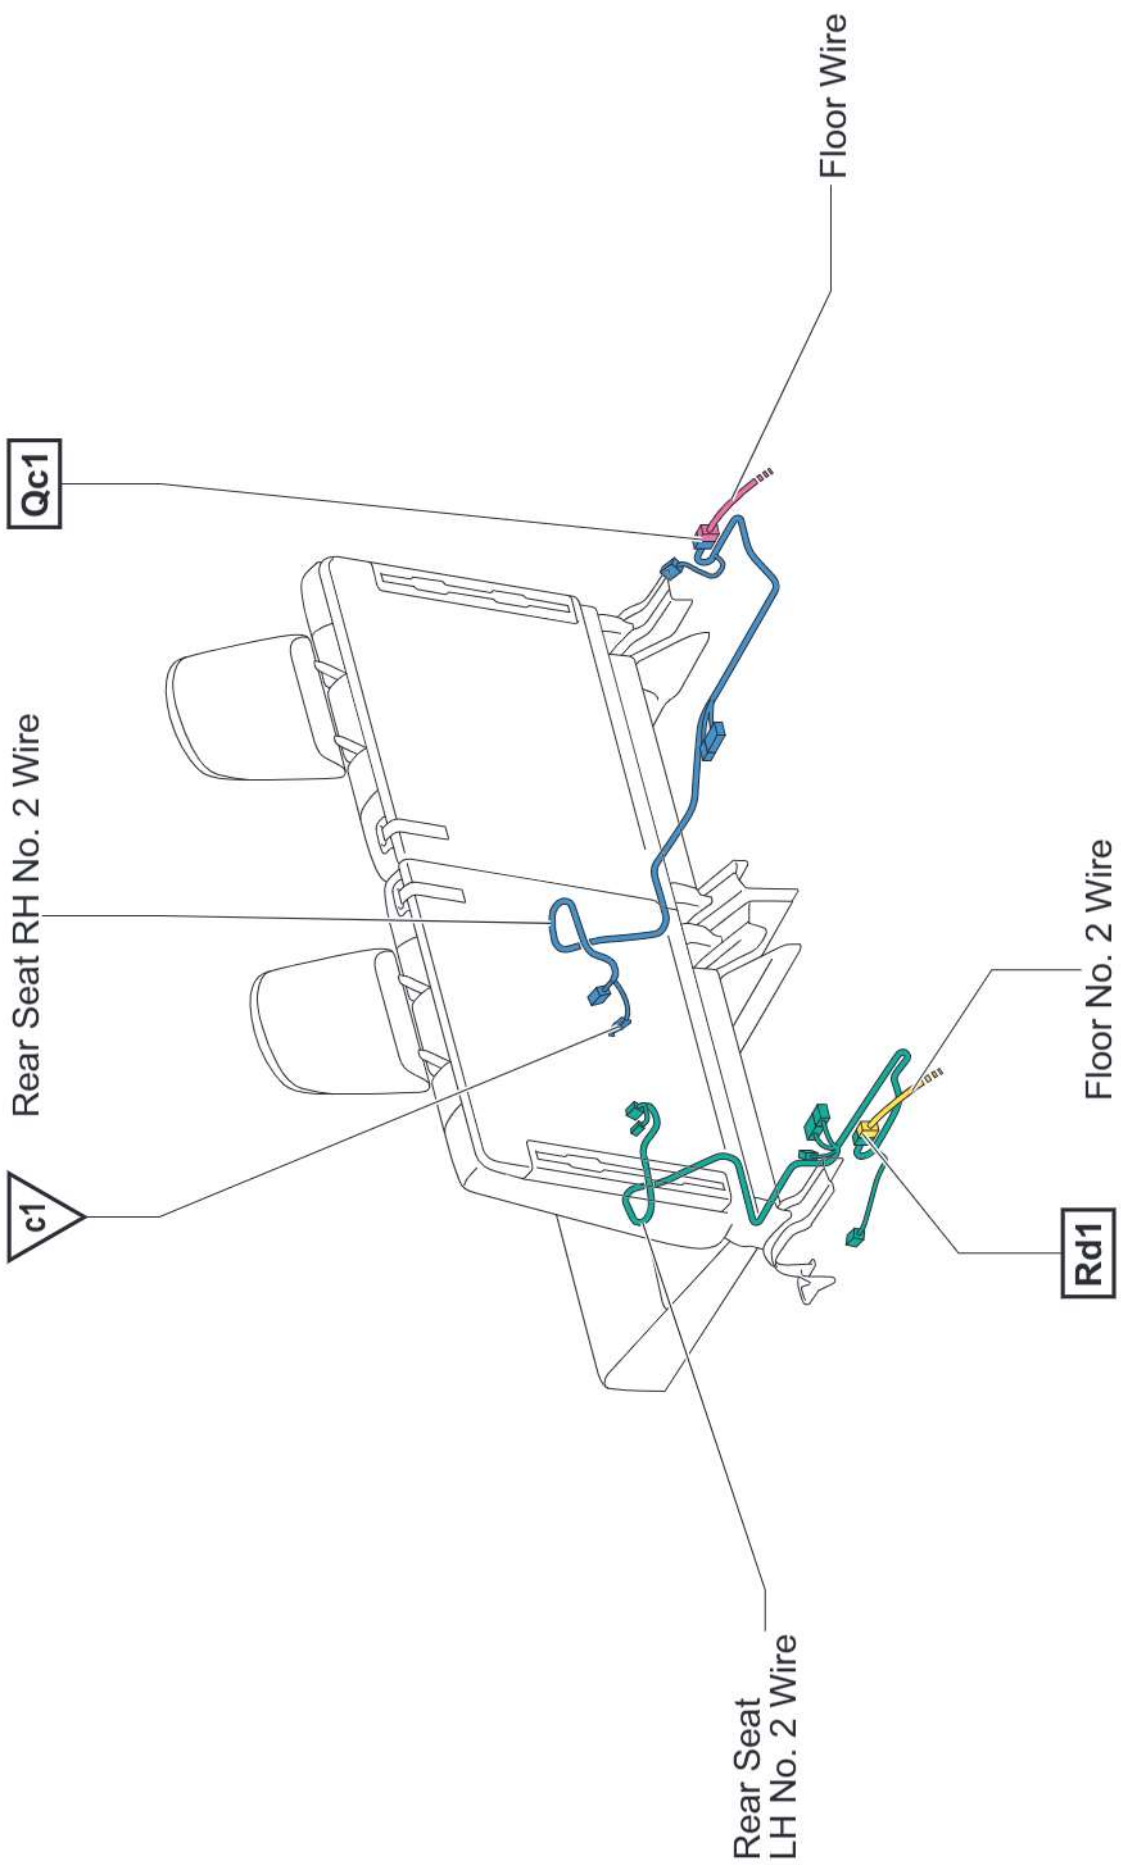 c1
Rear Seat RH No. 2 Wire
Qc1
Floor Wire
Rear Seat
LH No. 2 Wire
Rd1
Floor No. 2 Wire